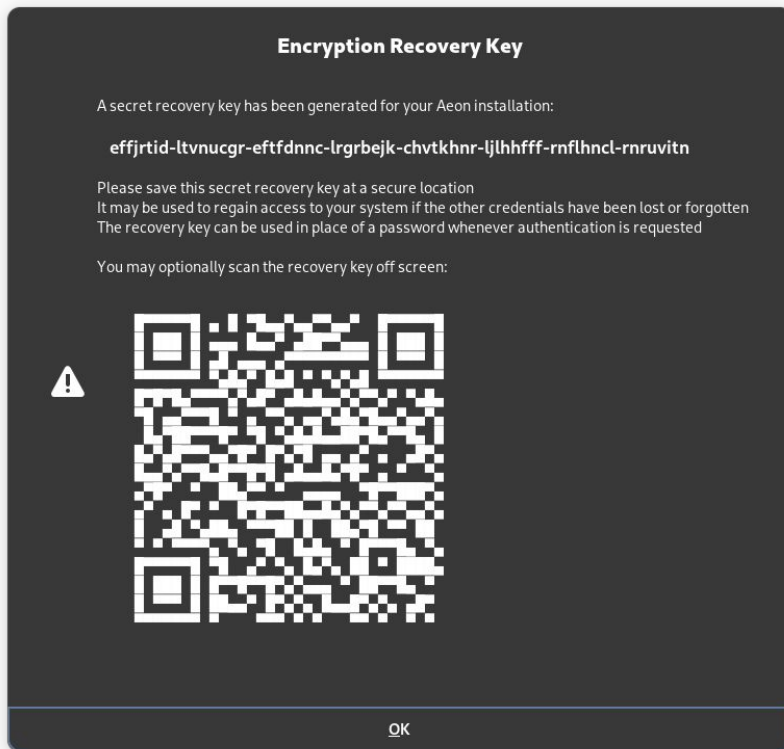 Encryption Recovery Key
A secret recovery key has been generated for your Aeon installation:
effjrtid-ltvnucgr-eftfdnnc-lrgrbejk-chvtkhnr-ljlhhfff-rnflhncl-rnruvitn
Please save this secret recovery key at a secure location
It may be used to regain access to your system if the other credentials have been lost or forgotten
The recovery key can be used in place of a password whenever authentication is requested
You may optionally scan the recovery key off screen:
OK